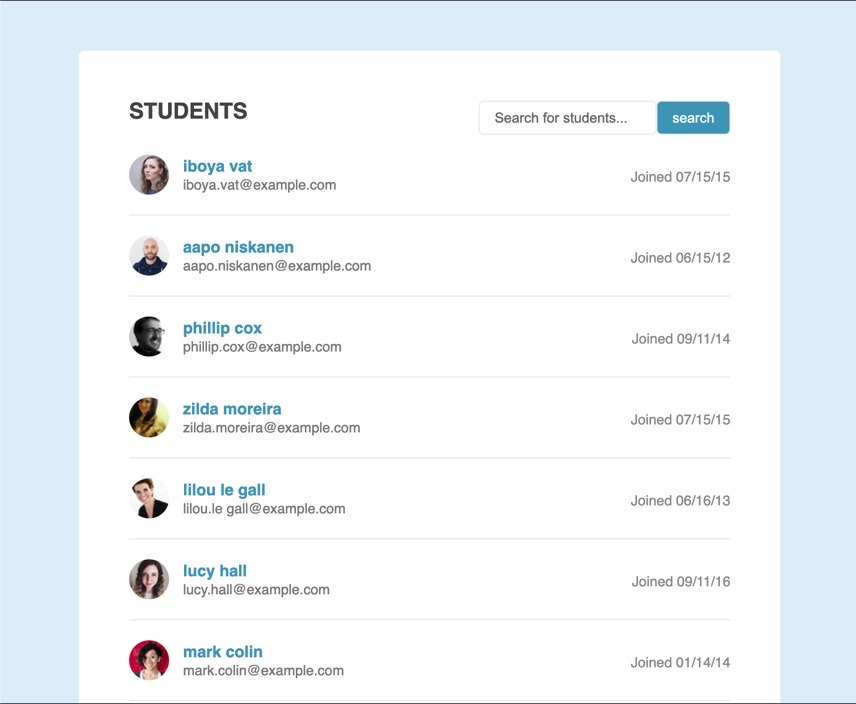 STUDENTS
Search for students...
search
iboya vat
iboya.vat@example.com
Joined 07/15/15
aapo niskanen
aapo.niskanen@example.com
Joined 06/15/12
phillip cox
phillip.cox@example.com
Joined 09/11/14
zilda moreira
zilda.moreira@example.com
Joined 07/15/15
lilou le gall
lilou.le gall@example.com
Joined 06/16/13
lucy hall
lucy.hall@example.com
Joined 09/11/16
mark colin
mark.colin@example.com
Joined 01/14/14